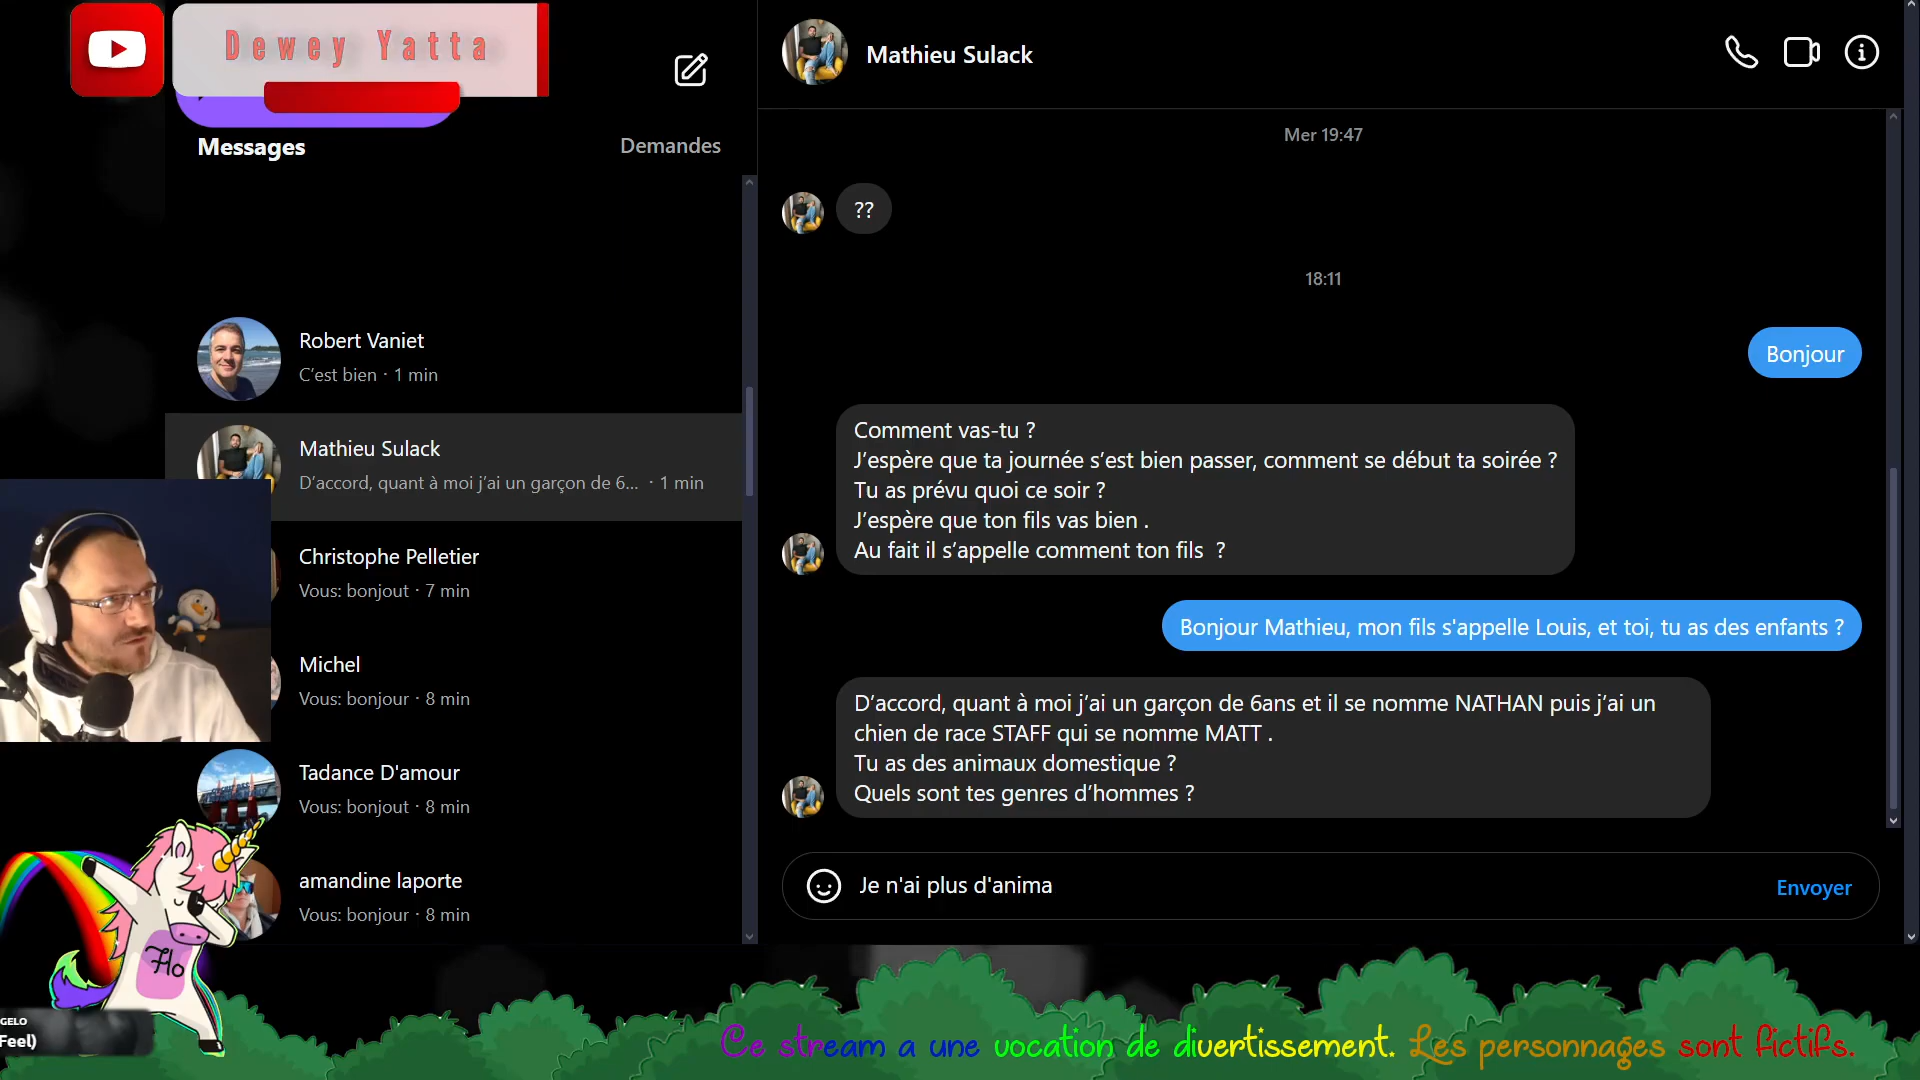 Dewey Yatta
Messages
Demandes
Robert Vaniet
C'est bien · 1 min
Mathieu Sulack
D'accord, quant à moi j'ai un garçon de 6... · 1 min
Christophe Pelletier
Vous: bonjout · 7 min
Michel
Vous: bonjour · 8 min
Tadance D'amour
Vous: bonjout · 8 min
amandine laporte
Vous: bonjour · 8 min
Flo
GELO
Feel)
Mathieu Sulack
Mer 19:47
??
18:11
Bonjour
Comment vas-tu ?
J'espère que ta journée s'est bien passer, comment se début ta soirée ?
Tu as prévu quoi ce soir ?
J'espère que ton fils vas bien .
Au fait il s'appelle comment ton fils  ?
Bonjour Mathieu, mon fils s'appelle Louis, et toi, tu as des enfants ?
D'accord, quant à moi j'ai un garçon de 6ans et il se nomme NATHAN puis j'ai un
chien de race STAFF qui se nomme MATT .
Tu as des animaux domestique ?
Quels sont tes genres d'hommes ?
Je n'ai plus d'anima
Envoyer
Ce stream a une vocation de divertissement. Les personnages sont fictifs.